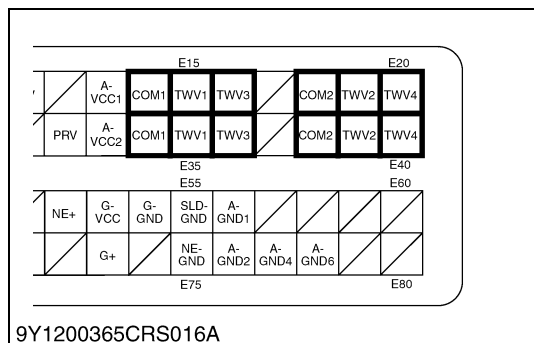 E15 E20
A-VCC1 COM1 TWV1 TWV3 COM2 TWV2 TWV4
PRV A-VCC2 COM1 TWV1 TWV3 COM2 TWV2 TWV4
E35 E40
E55 E60
NE+ G-VCC G-GND SLD-GND A-GND1
G+ NE-GND A-GND2 A-GND4 A-GND6
E75 E80
9Y1200365CRS016A